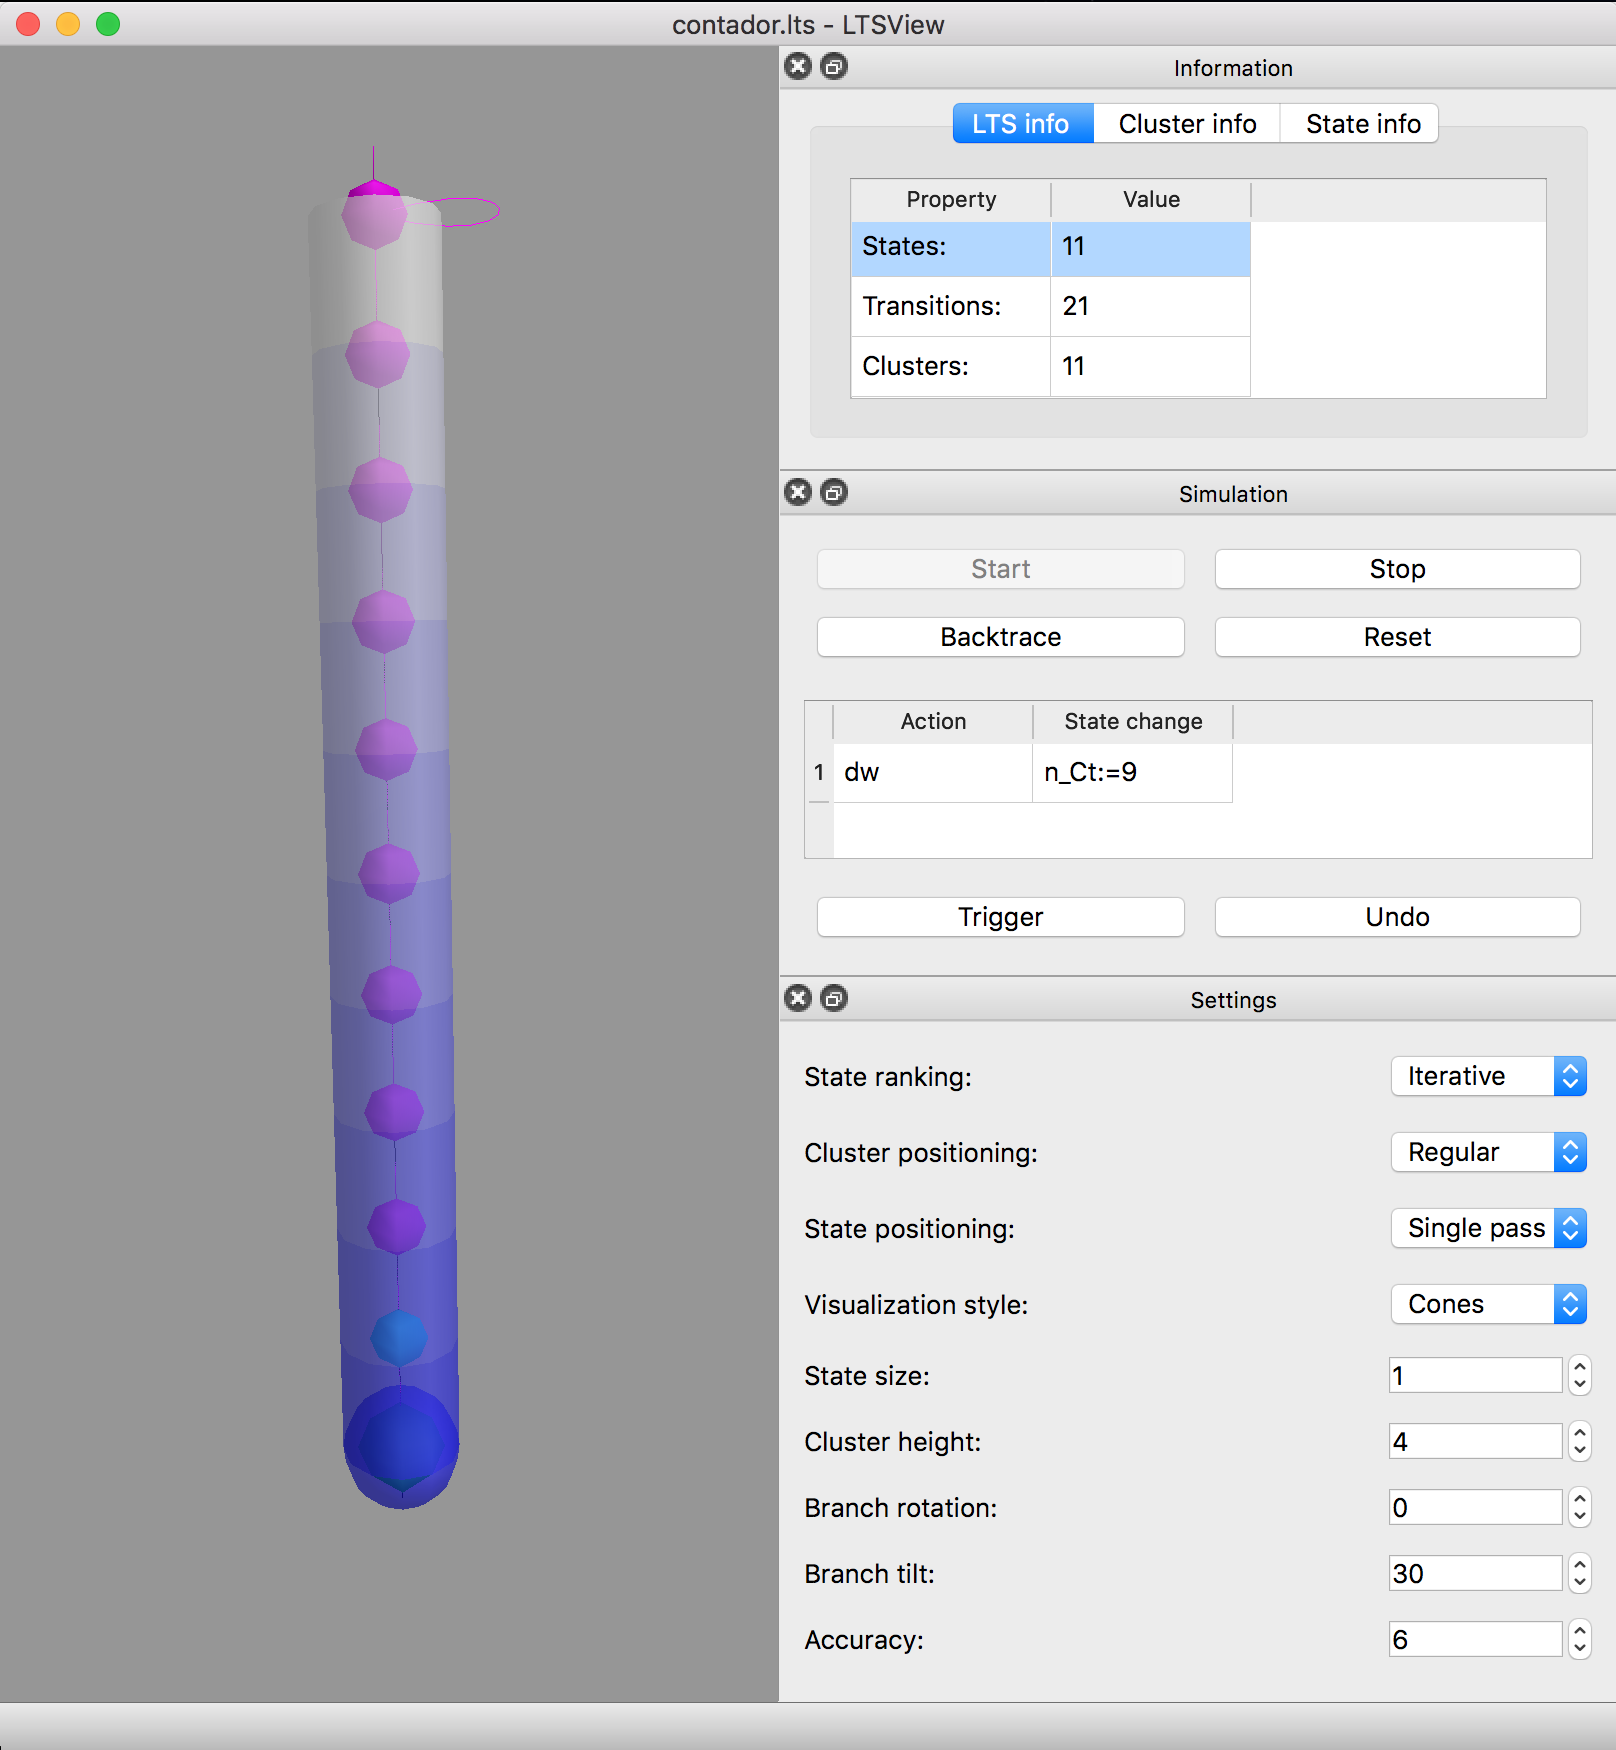 contador.lts - LTSView
Information
LTS info Cluster info State info
Property Value
States: 11
Transitions: 21
Clusters: 11
Simulation
Start Stop
Backtrace Reset
Action State change
1 dw n_Ct:=9
Trigger Undo
Settings
State ranking: Iterative
Cluster positioning: Regular
State positioning: Single pass
Visualization style: Cones
State size: 1
Cluster height: 4
Branch rotation: 0
Branch tilt: 30
Accuracy: 6